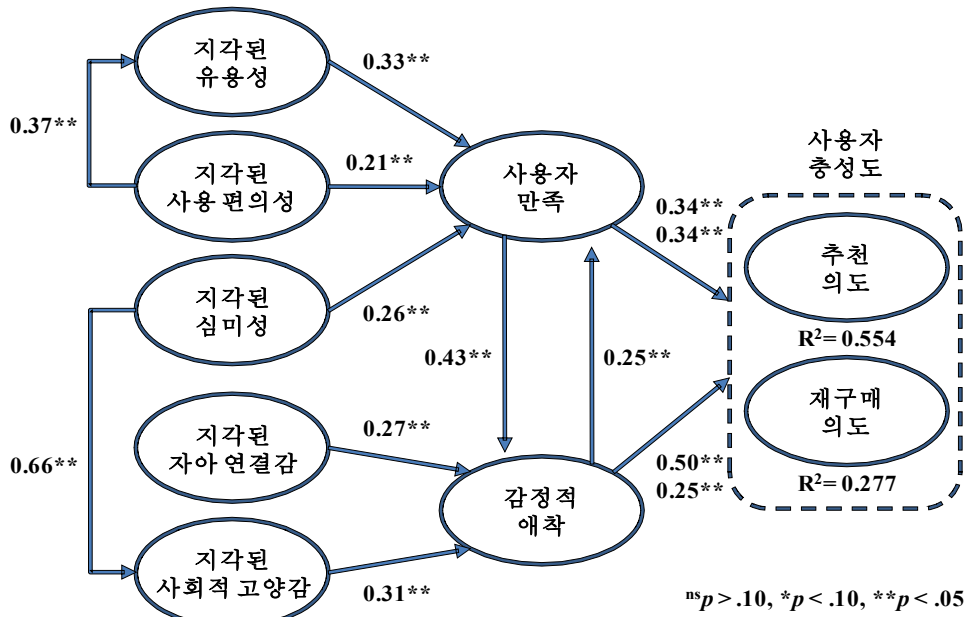 지각된
유용성
0.33**
0.37**
지각된
사용 편의성
0.21**
사용자
만족
사용자
충성도
0.34**
0.34**
추천
의도
R²= 0.554
지각된
심미성
0.26**
0.43**
0.25**
재구매
의도
R²= 0.277
지각된
자아 연결감
0.27**
0.66**
감정적
애착
0.50**
0.25**
지각된
사회적 고양감
0.31**
ⁿˢp > .10, *p < .10, **p < .05